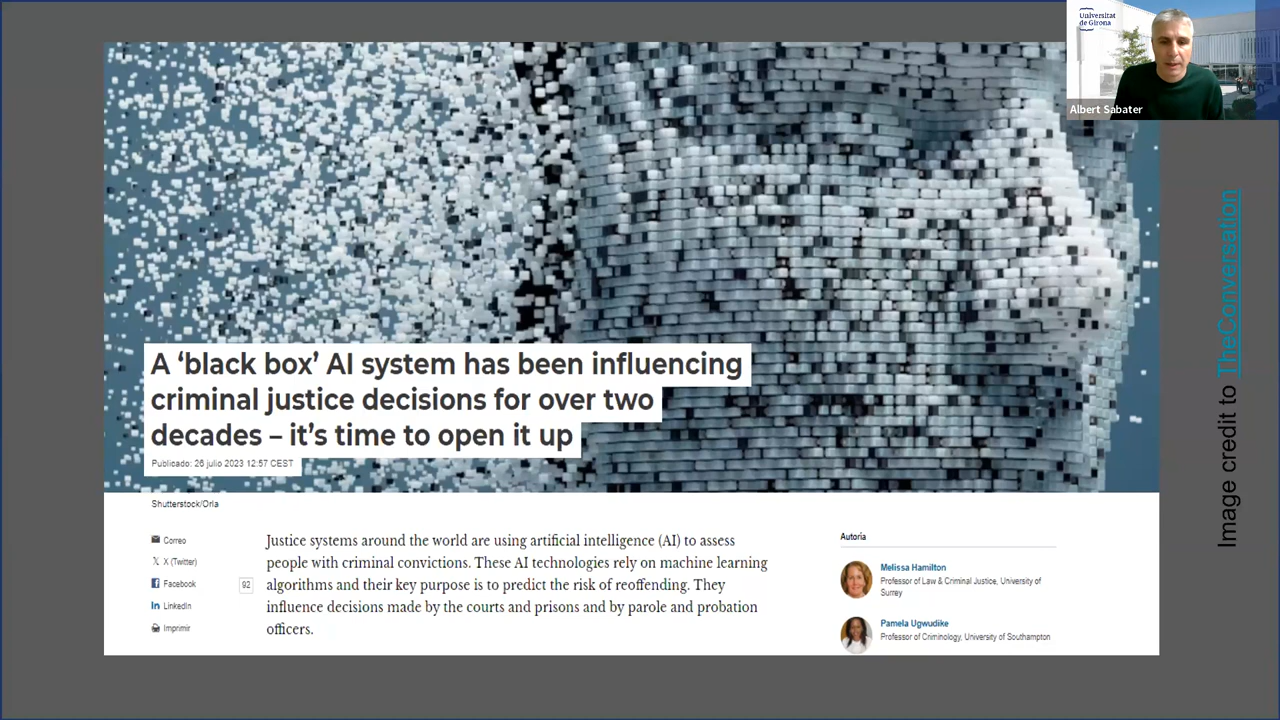 Universitat
de Girona
Albert Sabater
A ‘black box’ AI system has been influencing
criminal justice decisions for over two
decades – it’s time to open it up
Publicado: 26 julio 2023 12:57 CEST
Shutterstock/Orla
Correo
X (Twitter)
Facebook
92
LinkedIn
Imprimir
Justice systems around the world are using artificial intelligence (AI) to assess
people with criminal convictions. These AI technologies rely on machine learning
algorithms and their key purpose is to predict the risk of reoffending. They
influence decisions made by the courts and prisons and by parole and probation
officers.
Autoria
Melissa Hamilton
Professor of Law & Criminal Justice, University of
Surrey
Pamela Ugwudike
Professor of Criminology, University of Southampton
Image credit to TheConversation